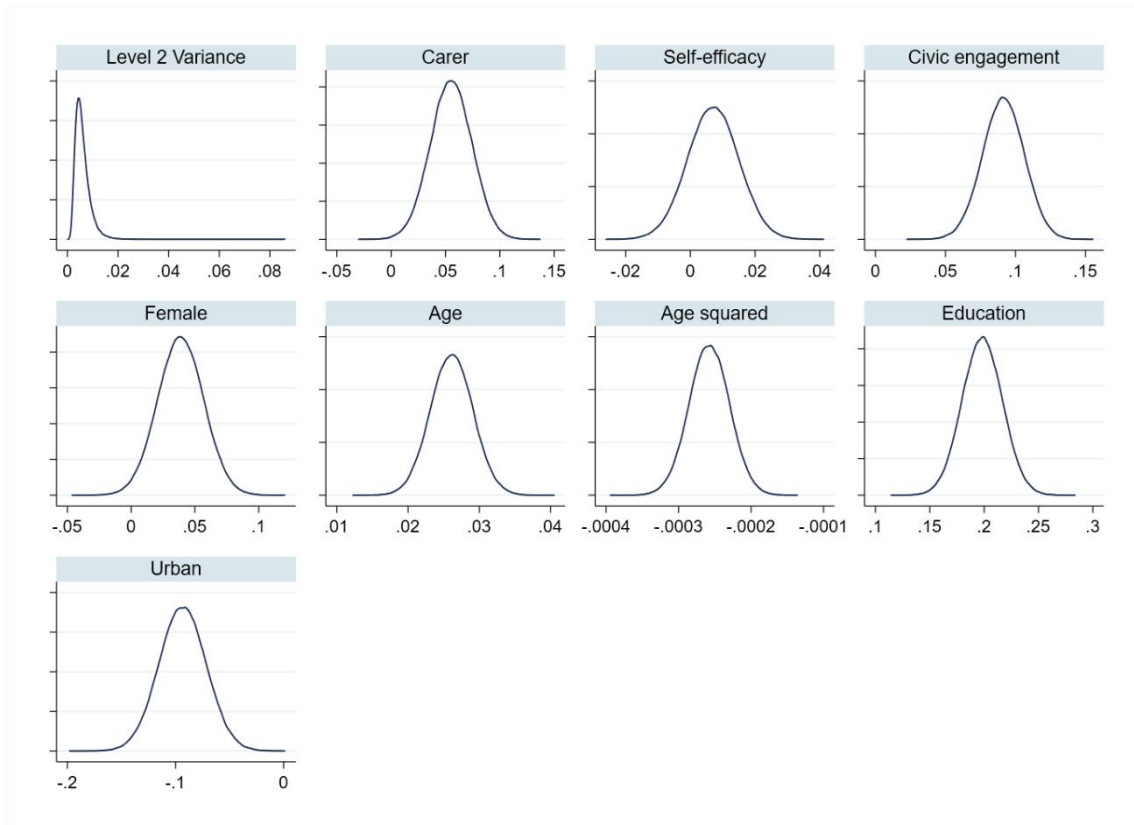 Level 2 Variance
0 .02 .04 .06 .08
Carer
-.05 0 .05 .10 .15
Self-efficacy
-.02 0 .02 .04
Civic engagement
0 .05 .1 .15
Female
-.05 0 .05 .1
Age
.01 .02 .03 .04
Age squared
-.0004 -.0003 -.0002 -.0001
Education
.1 .15 .2 .25 .3
Urban
-.2 -.1 0